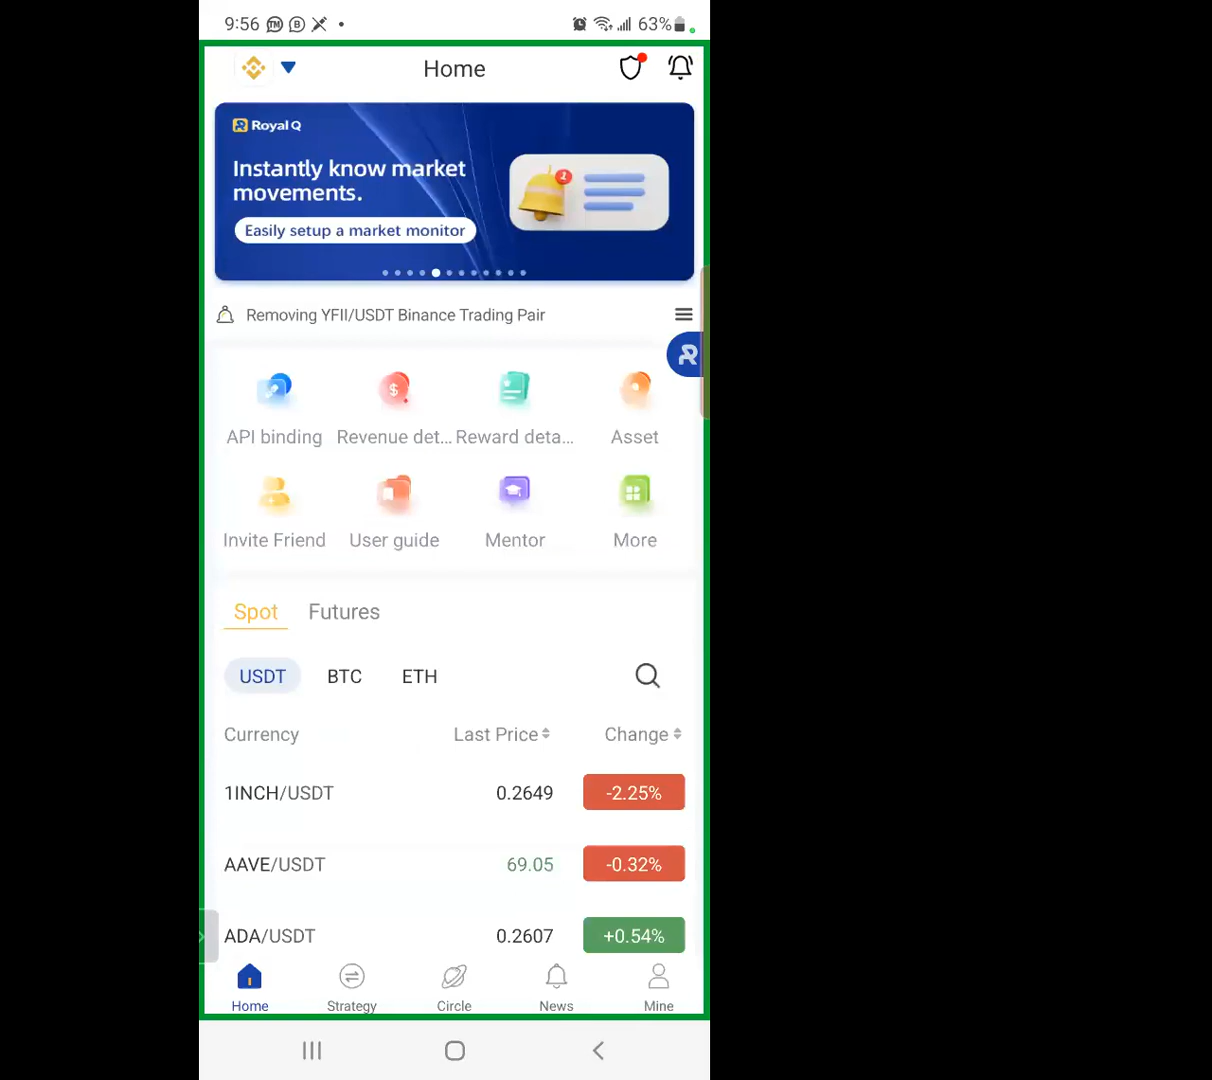 9:56 TM B 63%
Home
Royal Q
Instantly know market
movements.
1
Easily setup a market monitor
Removing YFII/USDT Binance Trading Pair
API binding Revenue det... Reward deta... Asset
Invite Friend User guide Mentor More
Spot Futures
USDT BTC ETH
Currency Last Price Change
1INCH/USDT 0.2649 -2.25%
AAVE/USDT 69.05 -0.32%
ADA/USDT 0.2607 +0.54%
Home Strategy Circle News Mine